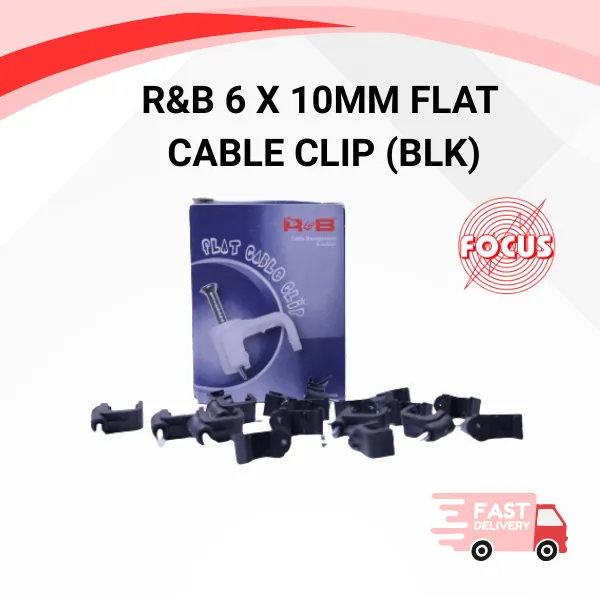 R&B 6 X 10MM FLAT
CABLE CLIP (BLK)
R&B
FLAT CABLE CLIP
FOCUS
FAST
DELIVERY